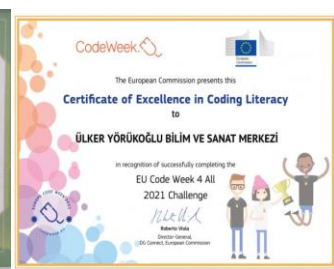 CodeWeek
European
Commission
The European Commission presents this
Certificate of Excellence in Coding Literacy
to
ÜLKER YÖRÜKOĞLU BİLİM VE SANAT MERKEZİ
in recognition of successfully completing the
EU Code Week 4 All
2021 Challenge
Roberto Viola
Director-General,
DG Connect, European Commission